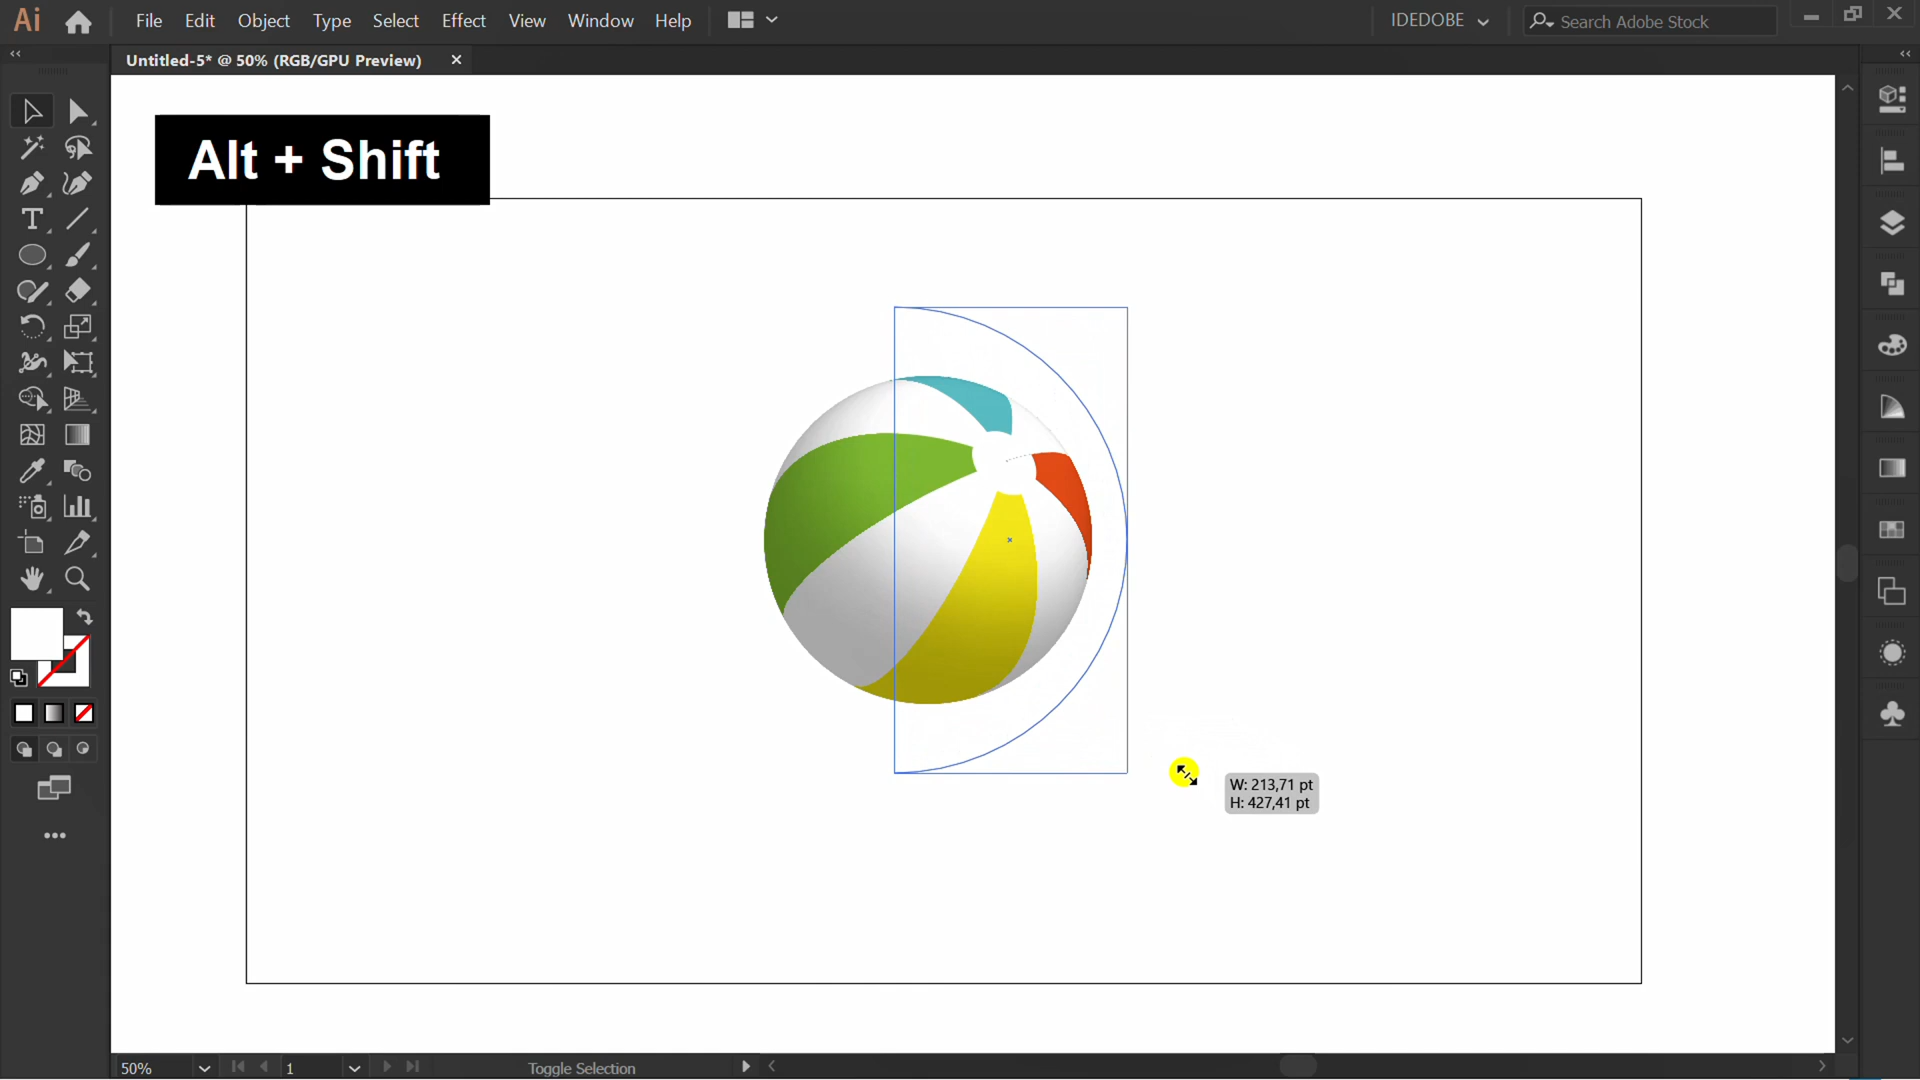 Ai
File Edit Object Type Select Effect View Window Help
IDEDOBE
Search Adobe Stock
Untitled-5* @ 50% (RGB/GPU Preview)
Alt + Shift
W: 213,71 pt
H: 427,41 pt
50%
1
Toggle Selection